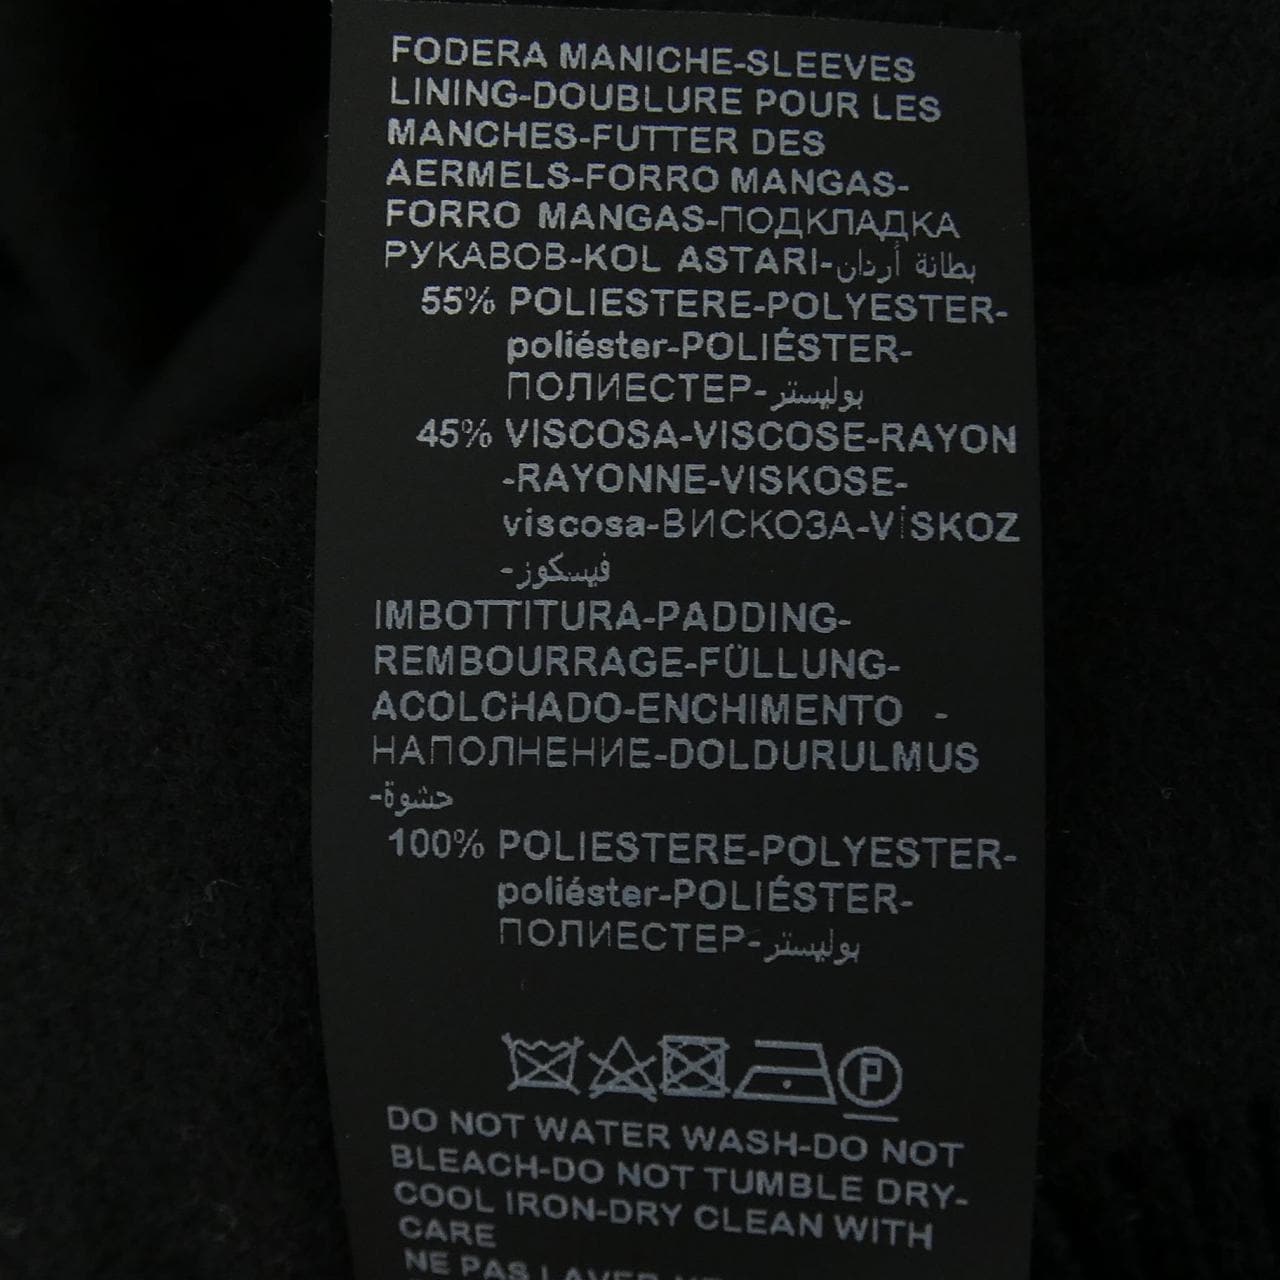 FODERA MANICHE-SLEEVES
LINING-DOUBLURE POUR LES
MANCHES-FUTTER DES
AERMELS-FORRO MANGAS-
FORRO MANGAS-ПОДКЛАДКА
РУКАВОВ-KOL ASTARI-بطانة أردان
55% POLIESTERE-POLYESTER-
poliéster-POLIÉSTER-
ПОЛИЕСТЕР-بوليستر
45% VISCOSA-VISCOSE-RAYON
-RAYONNE-VISKOSE-
viscosa-ВИСКОЗА-VİSKOZ
-فيسكوز
IMBOTTITURA-PADDING-
REMBOURRAGE-FÜLLUNG-
ACOLCHADO-ENCHIMENTO -
НАПОЛНЕНИЕ-DOLDURULMUS
-حشوة
100% POLIESTERE-POLYESTER-
poliéster-POLIÉSTER-
ПОЛИЕСТЕР-بوليستر
P
DO NOT WATER WASH-DO NOT
BLEACH-DO NOT TUMBLE DRY-
COOL IRON-DRY CLEAN WITH
CARE
NE PAS LAVER